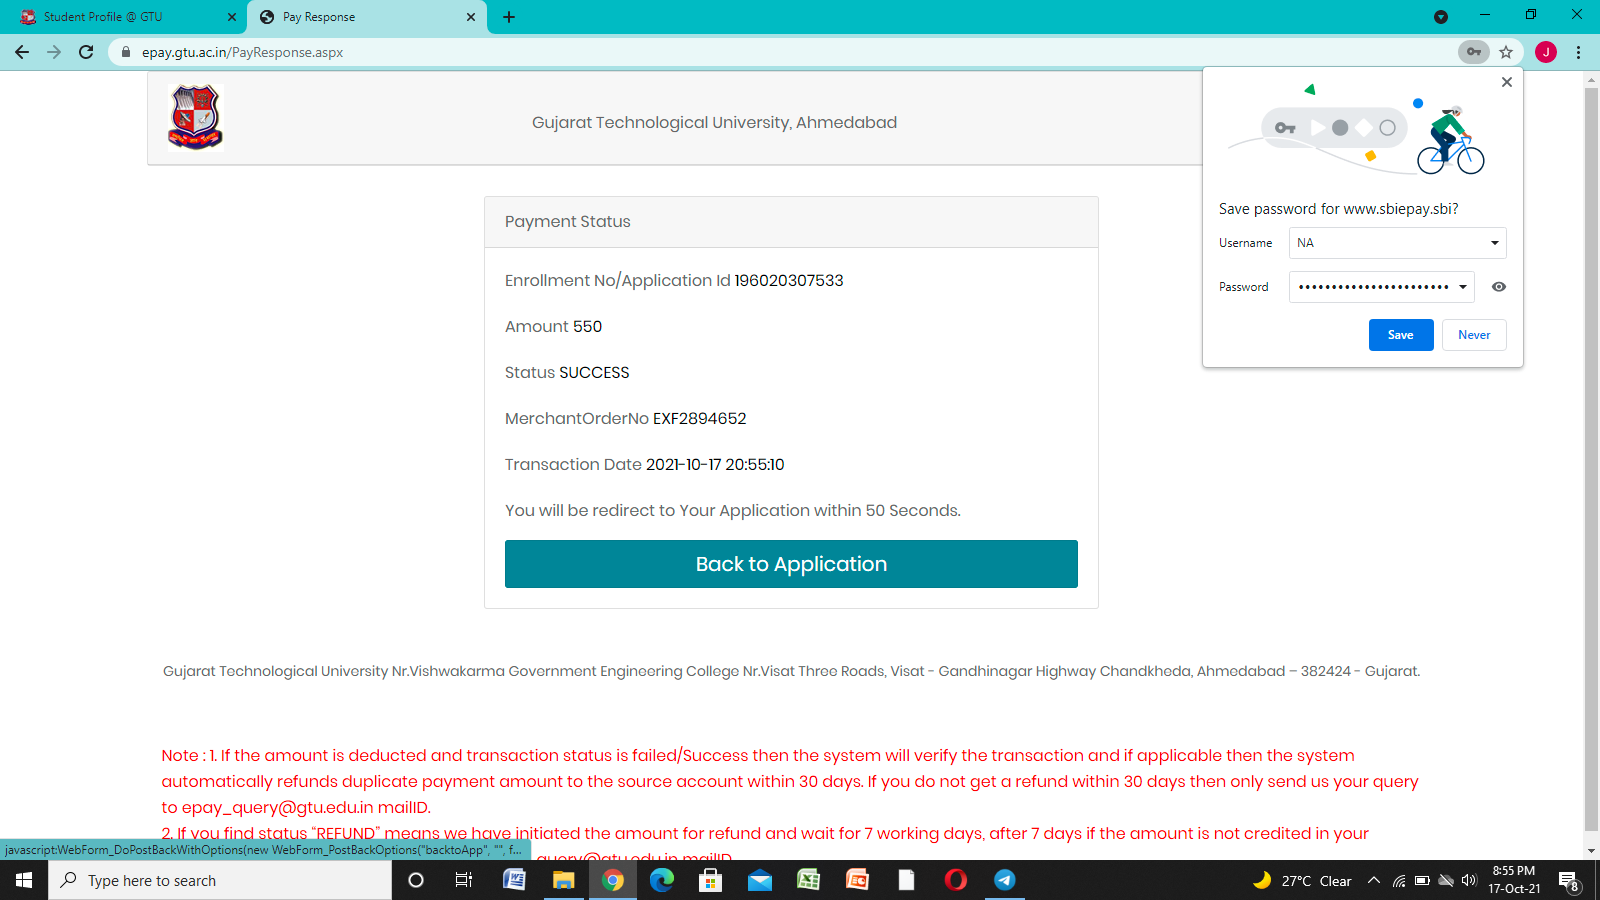 Student Profile @ GTU
Pay Response
epay.gtu.ac.in/PayResponse.aspx
J
Gujarat Technological University, Ahmedabad
Save password for www.sbiepay.sbi?
Username NA
Password ••••••••••••••••••••••••
Save Never
Payment Status
Enrollment No/Application Id 196020307533
Amount 550
Status SUCCESS
MerchantOrderNo EXF2894652
Transaction Date 2021-10-17 20:55:10
You will be redirect to Your Application within 50 Seconds.
Back to Application
Gujarat Technological University Nr.Vishwakarma Government Engineering College Nr.Visat Three Roads, Visat - Gandhinagar Highway Chandkheda, Ahmedabad – 382424 - Gujarat.
Note : 1. If the amount is deducted and transaction status is failed/Success then the system will verify the transaction and if applicable then the system
automatically refunds duplicate payment amount to the source account within 30 days. If you do not get a refund within 30 days then only send us your query
to epay_query@gtu.edu.in mailID.
2. If you find status “REFUND” means we have initiated the amount for refund and wait for 7 working days, after 7 days if the amount is not credited in your
query@gtu.edu.in mailID
javascript:WebForm_DoPostBackWithOptions(new WebForm_PostBackOptions("backtoApp", "", f...
Type here to search
27°C Clear
8:55 PM
17-Oct-21
8